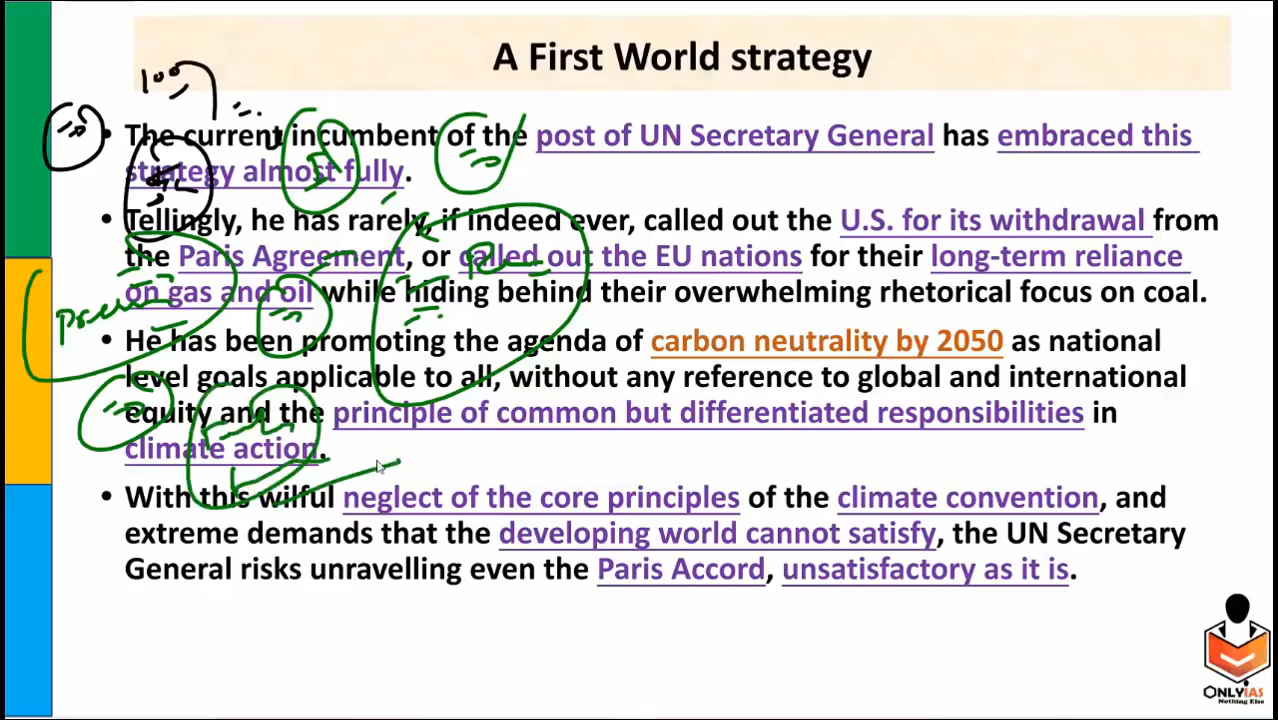 A First World strategy
100
• The current incumbent of the post of UN Secretary General has embraced this
strategy almost fully.
• Tellingly, he has rarely, if indeed ever, called out the U.S. for its withdrawal from
the Paris Agreement, or called out the EU nations for their long-term reliance
on gas and oil while hiding behind their overwhelming rhetorical focus on coal.
• He has been promoting the agenda of carbon neutrality by 2050 as national
level goals applicable to all, without any reference to global and international
equity and the principle of common but differentiated responsibilities in
climate action.
• With this wilful neglect of the core principles of the climate convention, and
extreme demands that the developing world cannot satisfy, the UN Secretary
General risks unravelling even the Paris Accord, unsatisfactory as it is.
ONLYIAS
Nothing Else